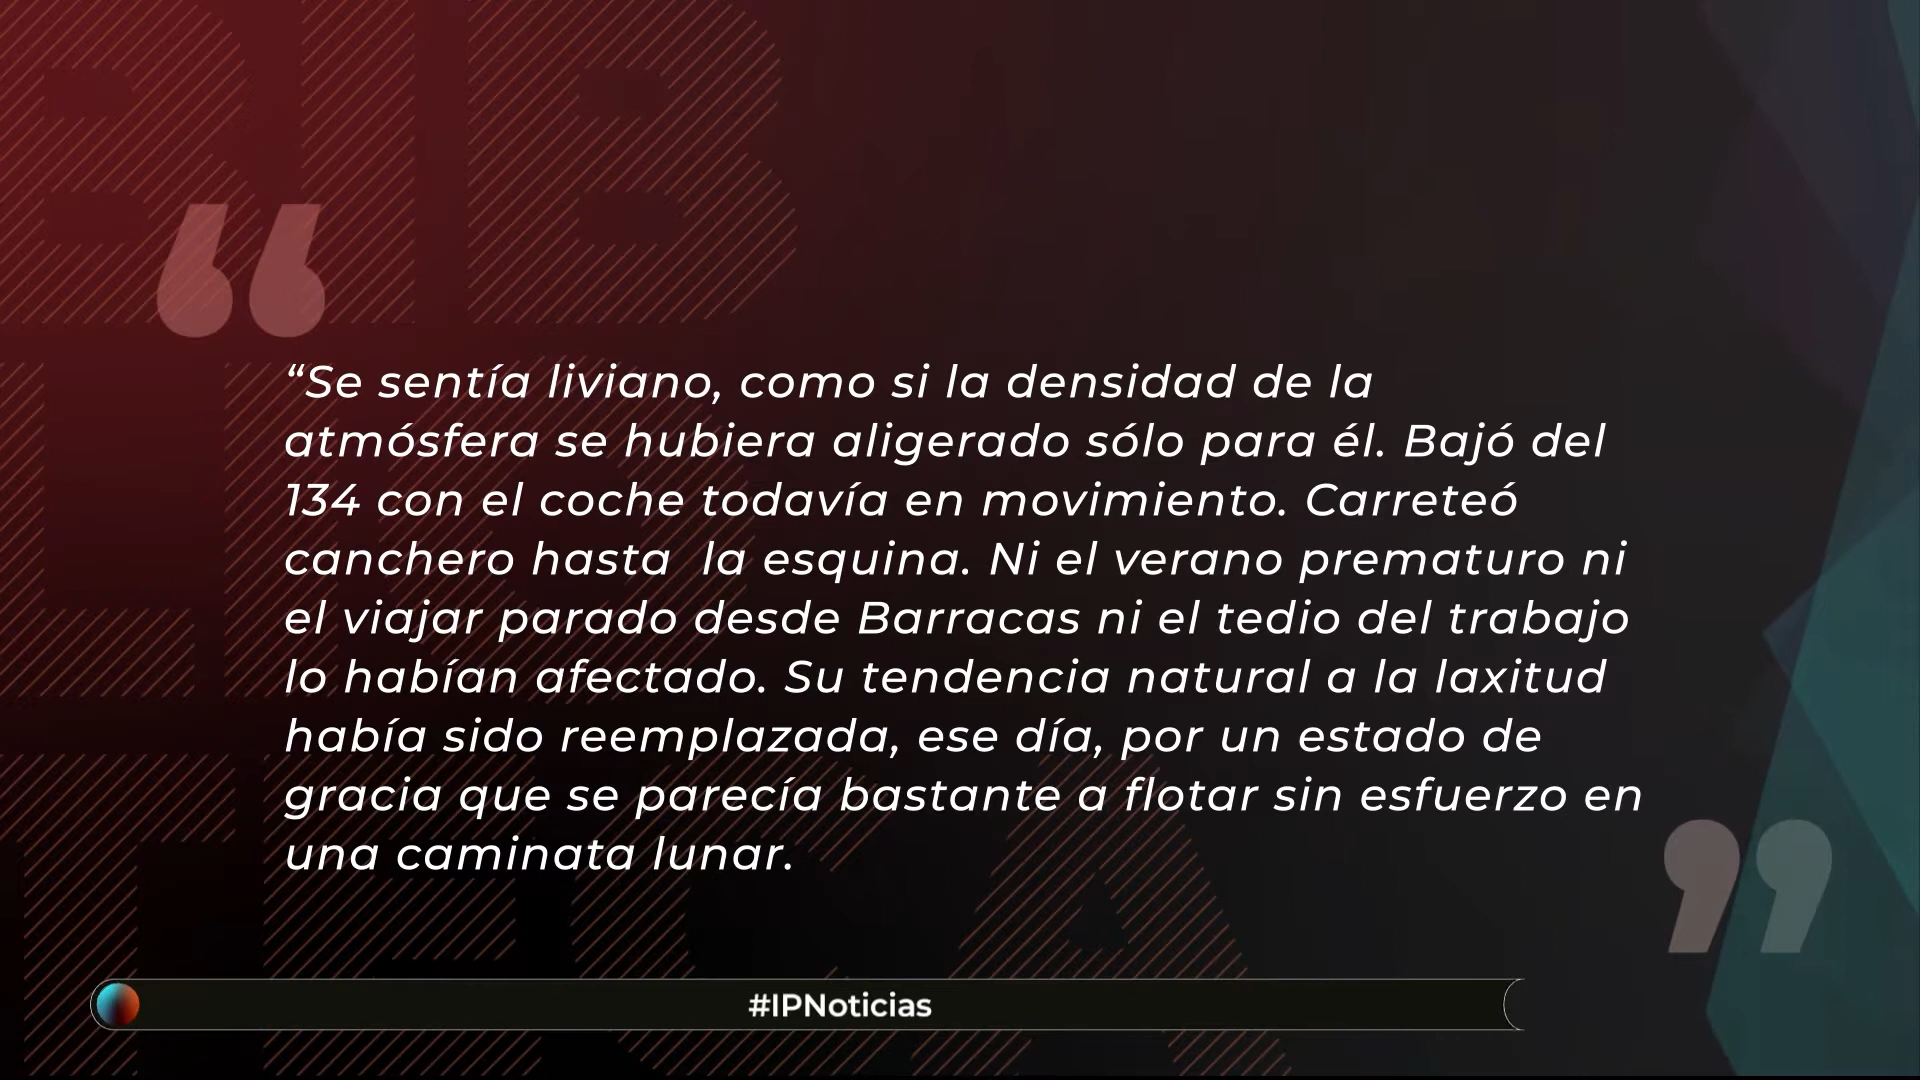 BIB
LIO
TECA
“Se sentía liviano, como si la densidad de la
atmósfera se hubiera aligerado sólo para él. Bajó del
134 con el coche todavía en movimiento. Carreteó
canchero hasta  la esquina. Ni el verano prematuro ni
el viajar parado desde Barracas ni el tedio del trabajo
lo habían afectado. Su tendencia natural a la laxitud
había sido reemplazada, ese día, por un estado de
gracia que se parecía bastante a flotar sin esfuerzo en
una caminata lunar.
#IPNoticias